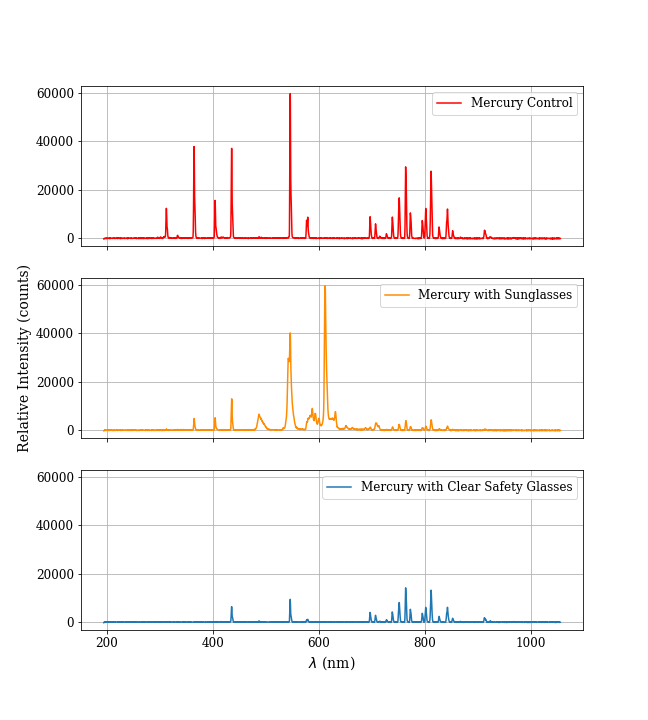 60000
Mercury Control
40000
20000
0
60000
Mercury with Sunglasses
40000
20000
0
Relative Intensity (counts)
60000
Mercury with Clear Safety Glasses
40000
20000
0
200 400 600 800 1000
λ (nm)